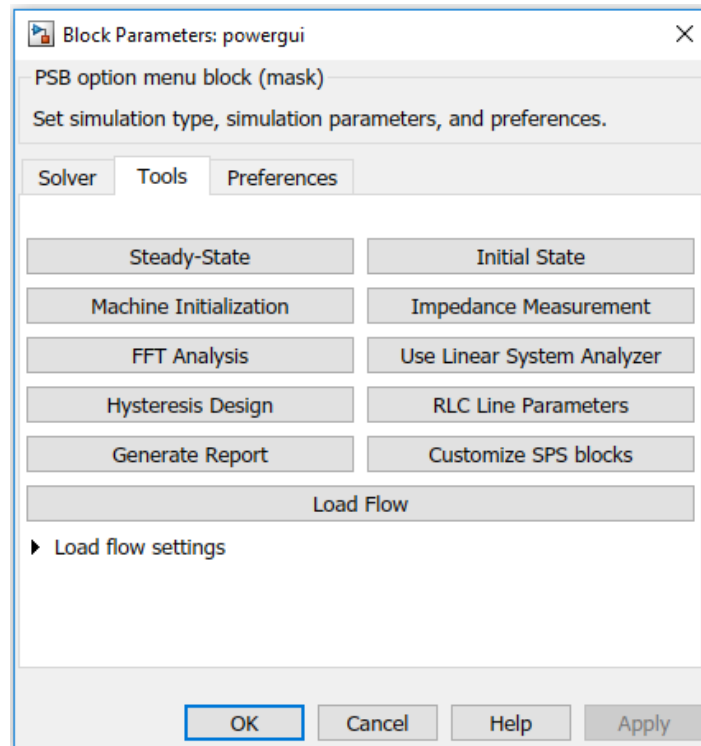 Block Parameters: powergui
PSB option menu block (mask)
Set simulation type, simulation parameters, and preferences.
Solver Tools Preferences
Steady-State Initial State
Machine Initialization Impedance Measurement
FFT Analysis Use Linear System Analyzer
Hysteresis Design RLC Line Parameters
Generate Report Customize SPS blocks
Load Flow
Load flow settings
OK Cancel Help Apply